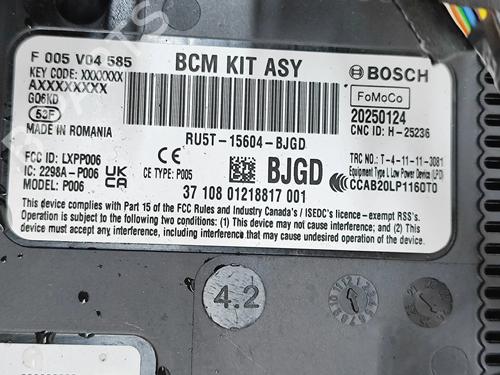 F 005 V04 585
BCM KIT ASY
BOSCH
KEY CODE: XXXXXXX
AXXXXXXXXX
G06KD
53F
MADE IN ROMANIA
FoMoCo
20250124
CNC ID: H-25236
RU5T-15604-BJGD
FCC ID: LXPP006
IC: 2298A-P006
MODEL: P006
CE
CE TYPE: P005
UK
CA
BJGD
TRC NO: T-4-11-11-3081
Equipment Type: Low Power Device (LPD)
CCAB20LP1160T0
37 108 01218817 001
This device complies with Part 15 of the FCC Rules and Industry Canada's / ISEDC's licence - exempt RSS's.
Operation is subject to the following two conditions: (1) This device may not cause interference, and (2) This
device must accept any interference, including interference that may cause undesired operation of the device.
4.2